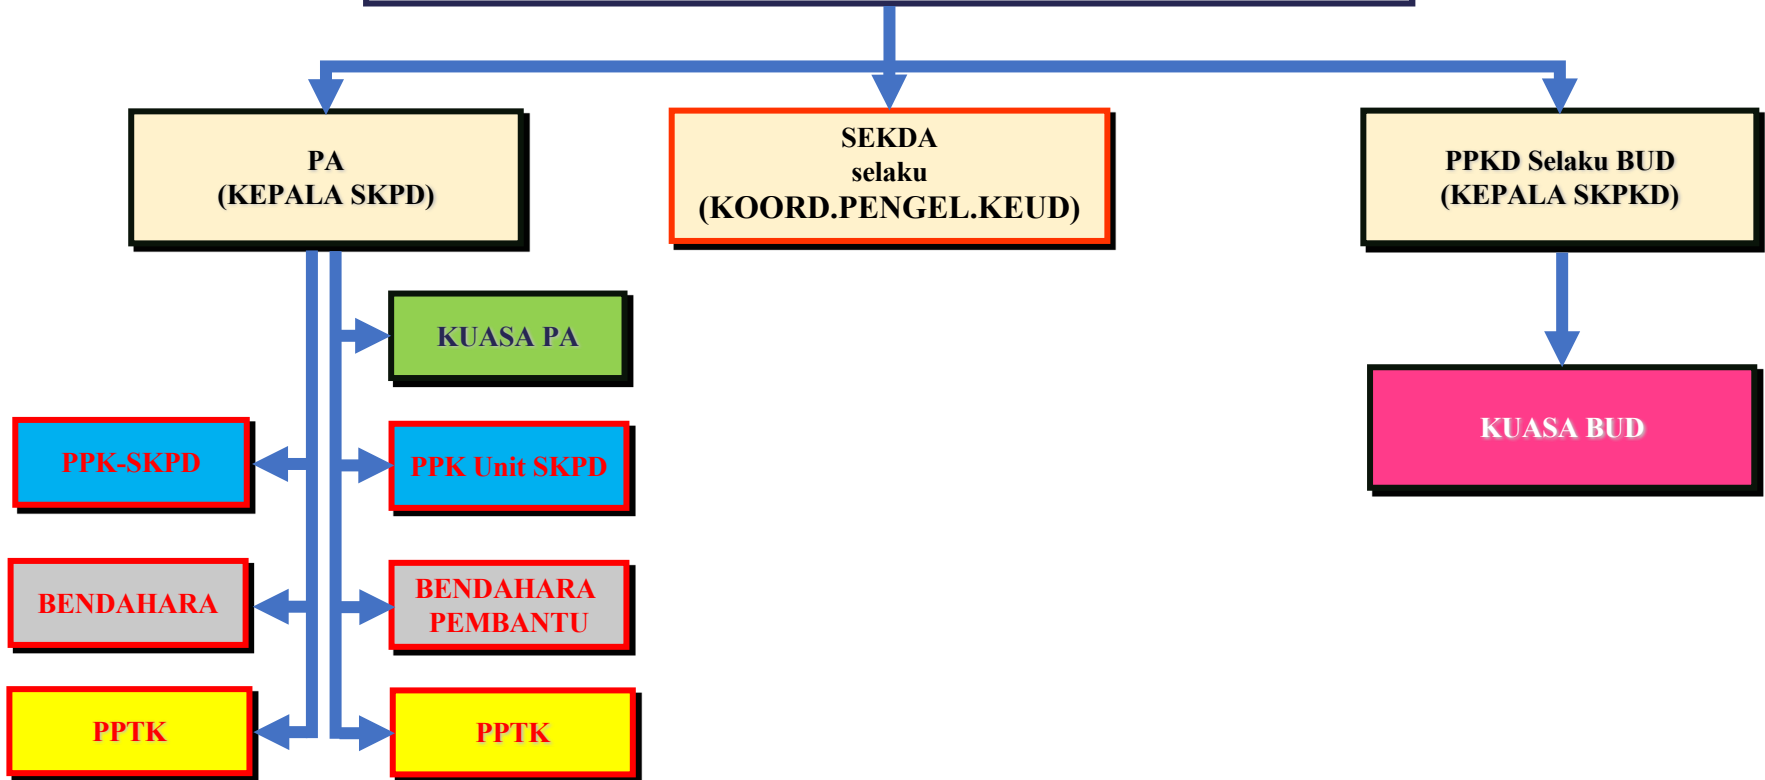 PA
(KEPALA SKPD)
SEKDA
selaku
(KOORD.PENGEL.KEUD)
PPKD Selaku BUD
(KEPALA SKPKD)
KUASA PA
KUASA BUD
PPK-SKPD
PPK Unit SKPD
BENDAHARA
BENDAHARA
PEMBANTU
PPTK
PPTK